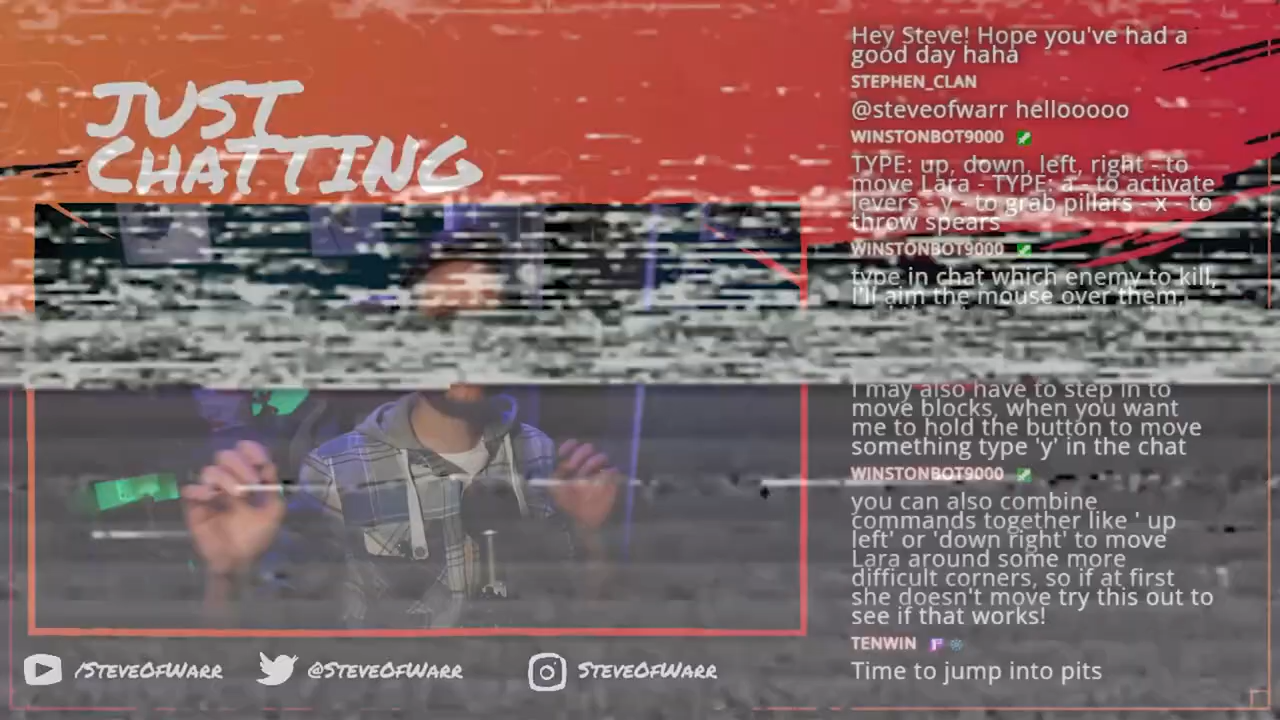 JUST
CHATTING
Hey Steve! Hope you've had a
good day haha
STEPHEN_CLAN
@steveofwarr hellooooo
WINSTONBOT9000
TYPE: up, down, left, right - to
move Lara - TYPE: a - to activate
levers - y - to grab pillars - x - to
throw spears
WINSTONBOT9000
type in chat which enemy to kill,
I'll aim the mouse over them,
I may also have to step in to
move blocks, when you want
me to hold the button to move
something type 'y' in the chat
WINSTONBOT9000
you can also combine
commands together like ' up
left' or 'down right' to move
Lara around some more
difficult corners, so if at first
she doesn't move try this out to
see if that works!
TENWIN
Time to jump into pits
/SteveOfWarr
@SteveOfWarr
SteveOfWarr